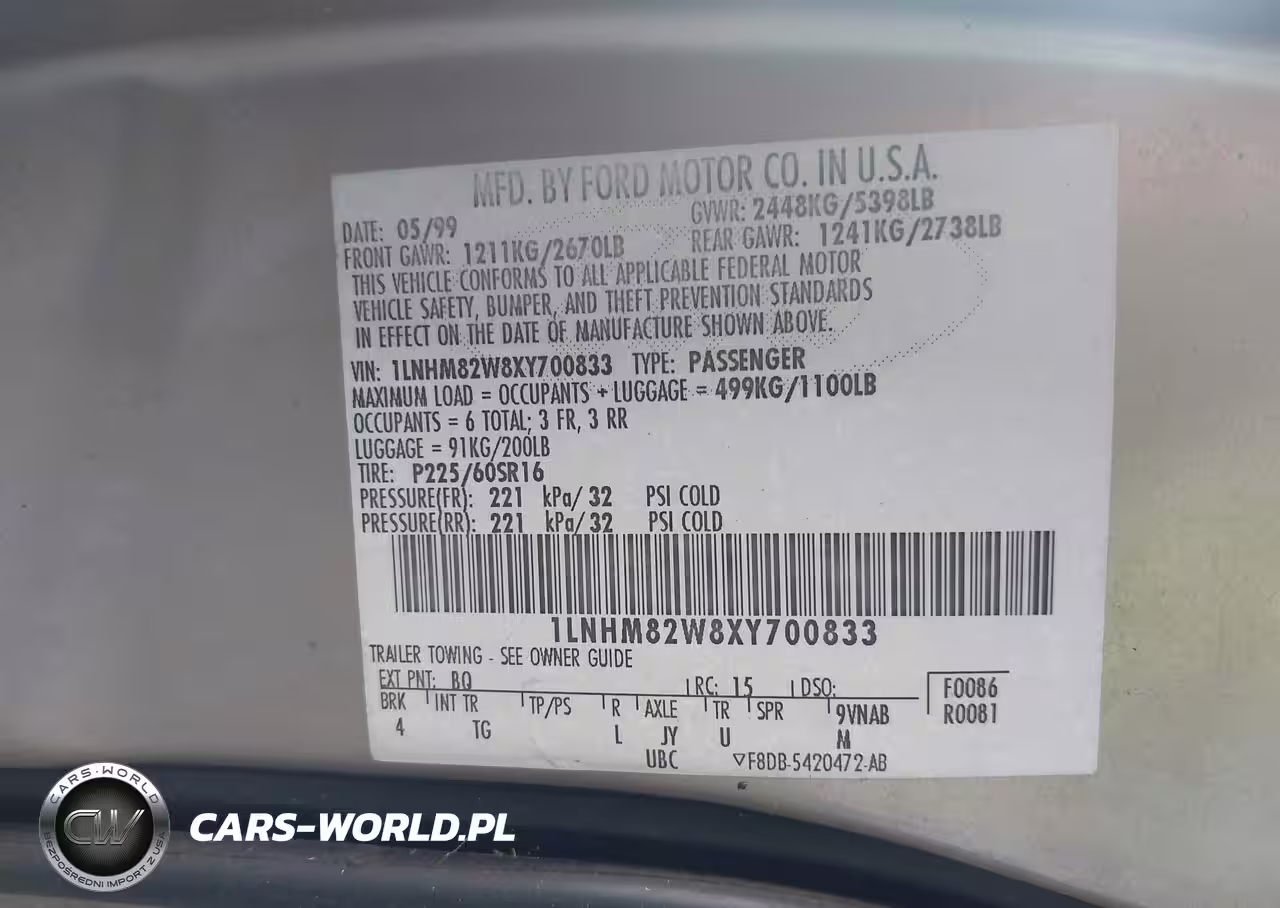 MFD. BY FORD MOTOR CO. IN U.S.A.
DATE: 05/99 GVWR: 2448KG/5398LB
FRONT GAWR: 1211KG/2670LB REAR GAWR: 1241KG/2738LB
THIS VEHICLE CONFORMS TO ALL APPLICABLE FEDERAL MOTOR
VEHICLE SAFETY, BUMPER, AND THEFT PREVENTION STANDARDS
IN EFFECT ON THE DATE OF MANUFACTURE SHOWN ABOVE.
VIN: 1LNHM82W8XY700833 TYPE: PASSENGER
MAXIMUM LOAD = OCCUPANTS + LUGGAGE = 499KG/1100LB
OCCUPANTS = 6 TOTAL; 3 FR, 3 RR
LUGGAGE = 91KG/200LB
TIRE: P225/60SR16
PRESSURE(FR): 221 kPa/ 32 PSI COLD
PRESSURE(RR): 221 kPa/ 32 PSI COLD
1LNHM82W8XY700833
TRAILER TOWING - SEE OWNER GUIDE
EXT PNT: BQ RC: 15 DSO: F0086
BRK INT TR TP/PS R AXLE TR SPR 9VNAB R0081
4 TG L JY U M
UBC ▽F8DB-5420472-AB
CARS-WORLD
CW
BEZPOŚREDNI IMPORT Z USA
CARS-WORLD.PL